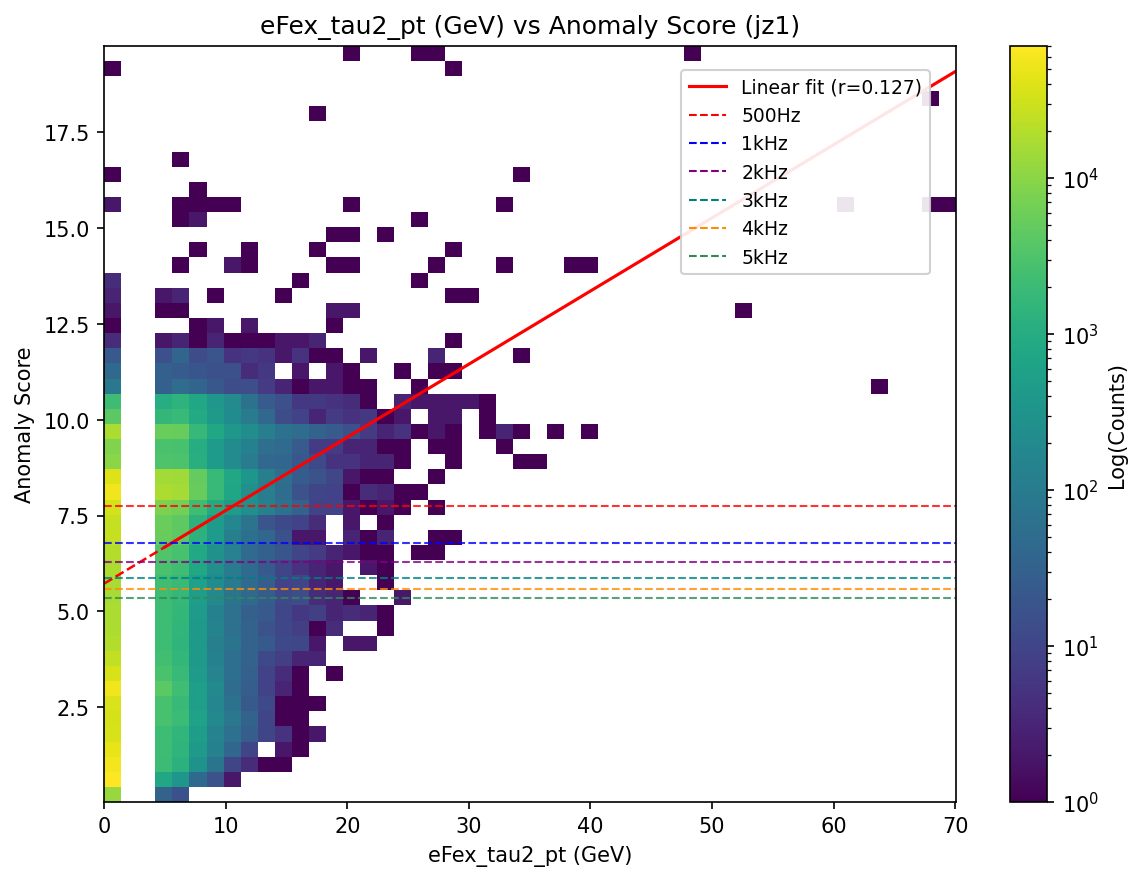 eFex_tau2_pt (GeV) vs Anomaly Score (jz1)
Linear fit (r=0.127)
500Hz
1kHz
2kHz
3kHz
4kHz
5kHz
17.5
15.0
12.5
10.0
7.5
5.0
2.5
Anomaly Score
0 10 20 30 40 50 60 70
eFex_tau2_pt (GeV)
10^4
10^3
10^2
10^1
10^0
Log(Counts)